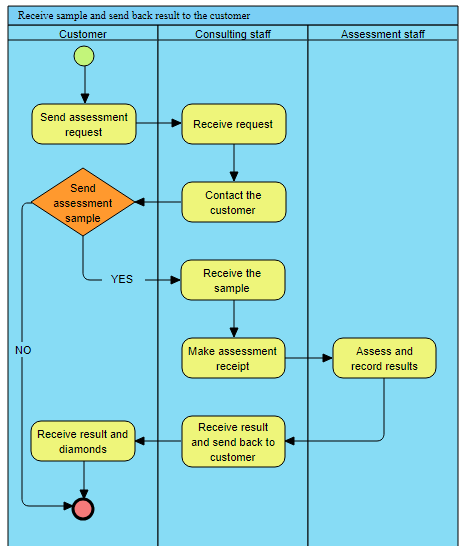 Receive sample and send back result to the customer
Customer
Consulting staff
Assessment staff
Send assessment
request
Receive request
Send
assessment
sample
Contact the
customer
YES
Receive the
sample
NO
Make assessment
receipt
Assess and
record results
Receive result and
diamonds
Receive result
and send back to
customer